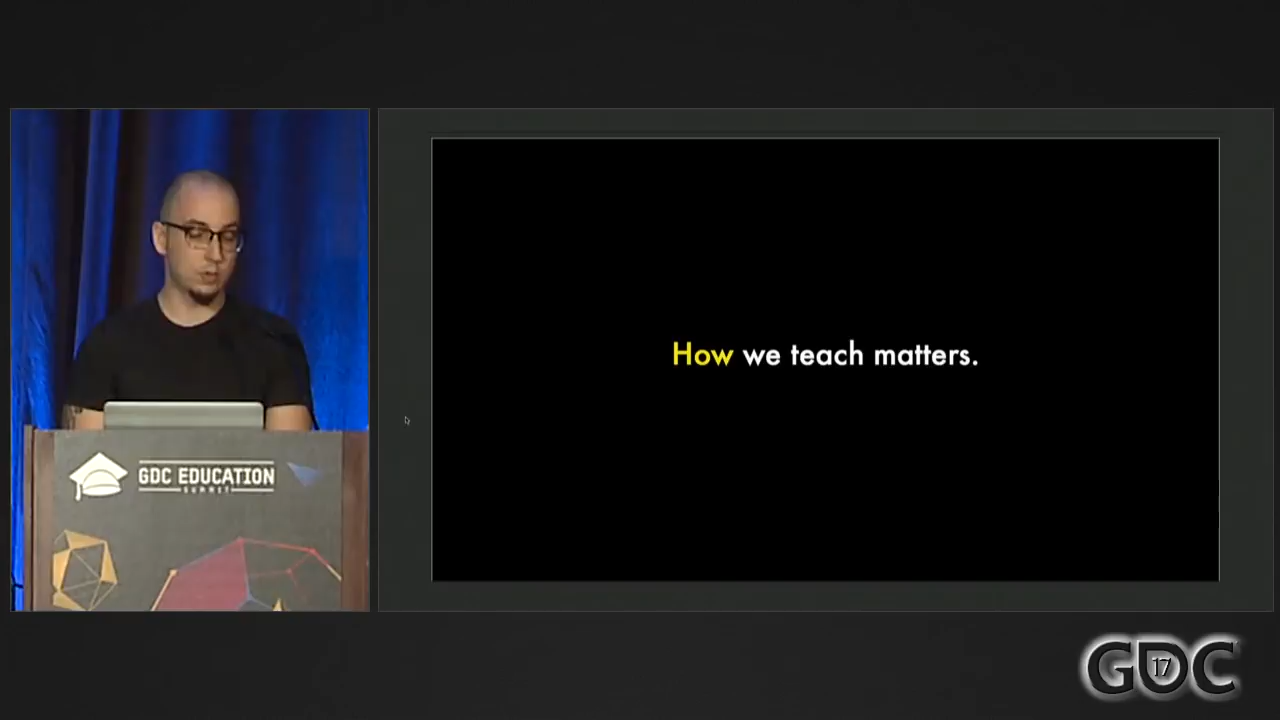 How we teach matters.
GDC EDUCATION
SUMMIT
GDC
17